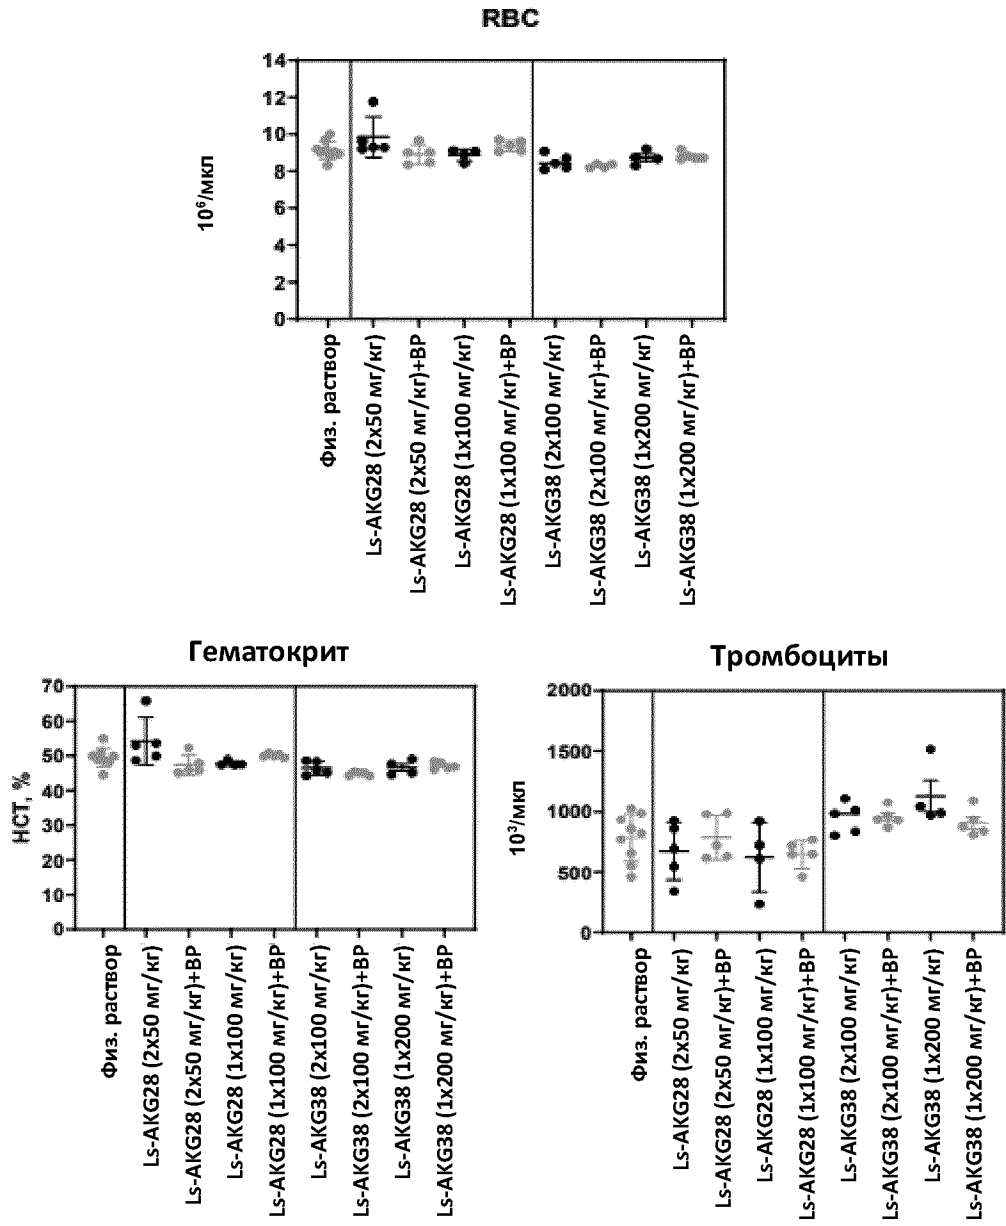 RBC
14
12
10
8
6
4
2
0
10⁶/мкл
Физ. раствор
Ls-AKG28 (2x50 мг/кг)
Ls-AKG28 (2x50 мг/кг)+BP
Ls-AKG28 (1x100 мг/кг)
Ls-AKG28 (1x100 мг/кг)+BP
Ls-AKG38 (2x100 мг/кг)
Ls-AKG38 (2x100 мг/кг)+BP
Ls-AKG38 (1x200 мг/кг)
Ls-AKG38 (1x200 мг/кг)+BP
Гематокрит
70
60
50
40
30
20
10
0
НСТ, %
Физ. раствор
Ls-AKG28 (2x50 мг/кг)
Ls-AKG28 (2x50 мг/кг)+BP
Ls-AKG28 (1x100 мг/кг)
Ls-AKG28 (1x100 мг/кг)+BP
Ls-AKG38 (2x100 мг/кг)
Ls-AKG38 (2x100 мг/кг)+BP
Ls-AKG38 (1x200 мг/кг)
Ls-AKG38 (1x200 мг/кг)+BP
Тромбоциты
2000
1500
1000
500
0
10³/мкл
Физ. раствор
Ls-AKG28 (2x50 мг/кг)
Ls-AKG28 (2x50 мг/кг)+BP
Ls-AKG28 (1x100 мг/кг)
Ls-AKG28 (1x100 мг/кг)+BP
Ls-AKG38 (2x100 мг/кг)
Ls-AKG38 (2x100 мг/кг)+BP
Ls-AKG38 (1x200 мг/кг)
Ls-AKG38 (1x200 мг/кг)+BP